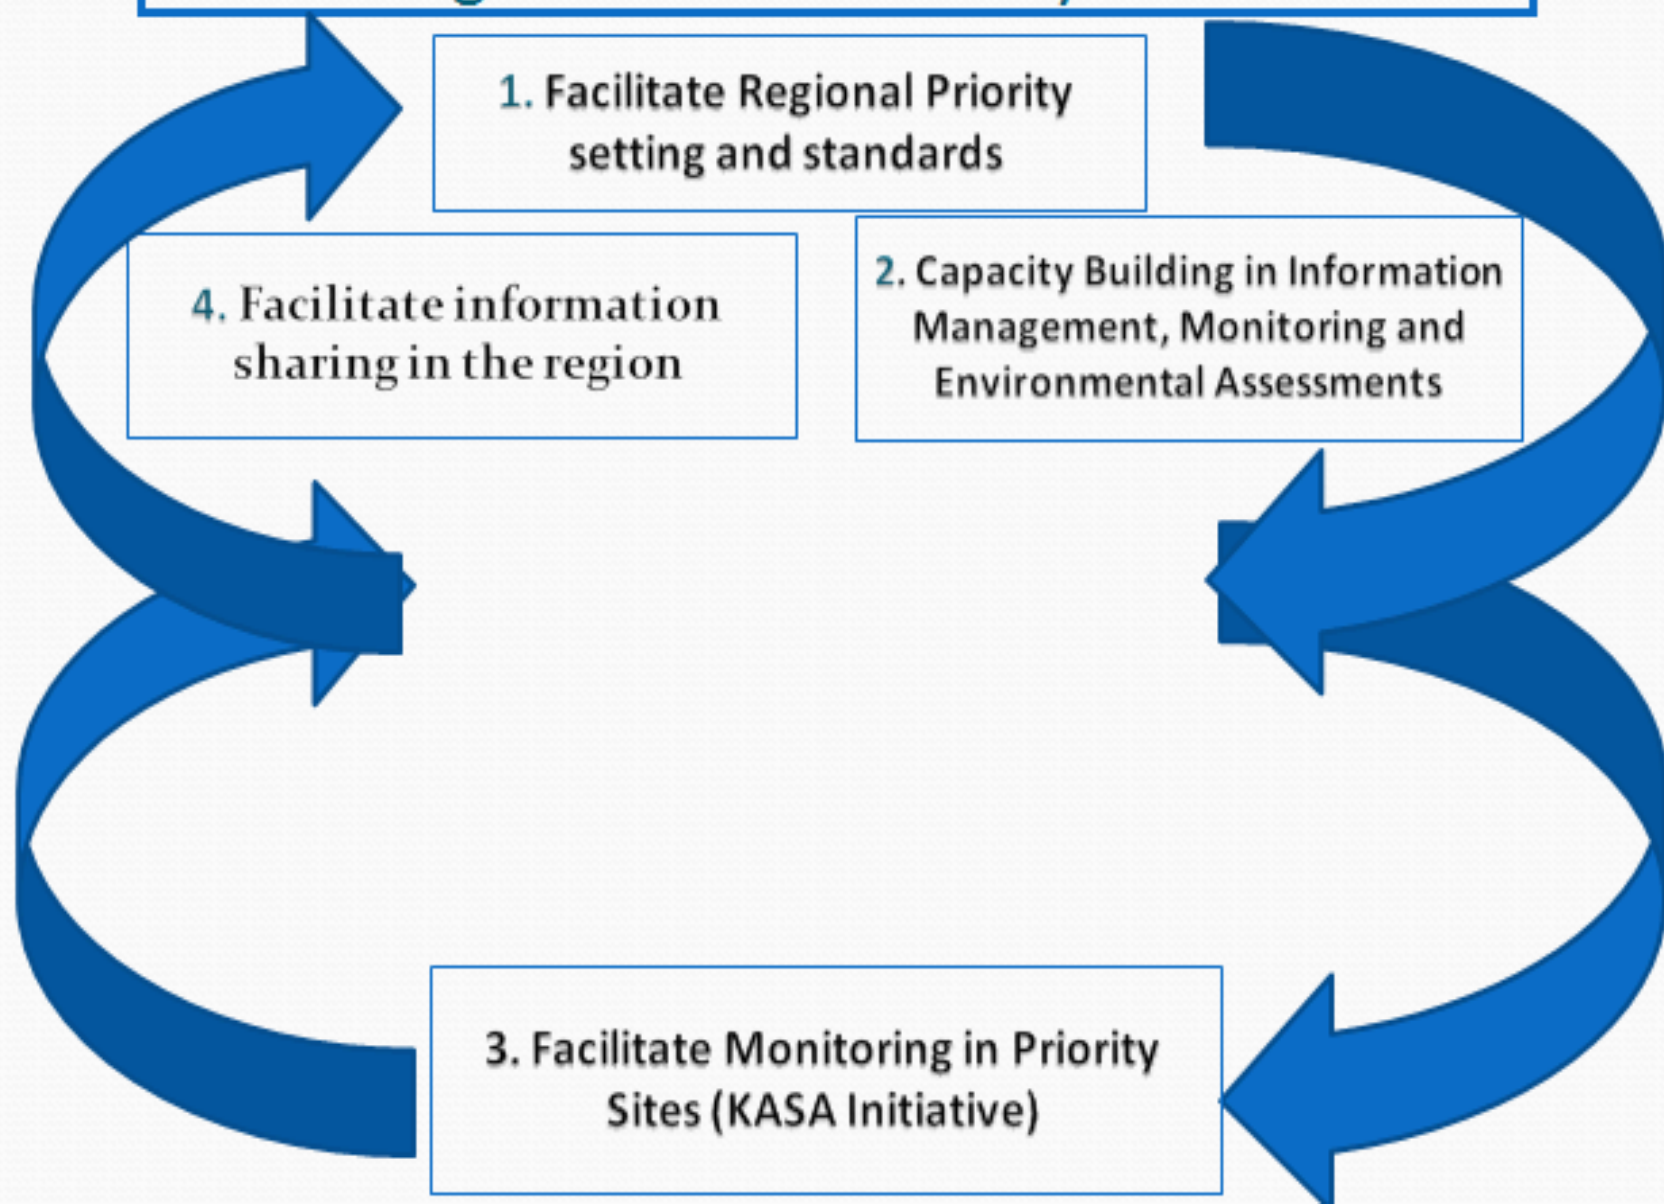 1. Facilitate Regional Priority
setting and standards
4. Facilitate information
sharing in the region
2. Capacity Building in Information
Management, Monitoring and
Environmental Assessments
3. Facilitate Monitoring in Priority
Sites (KASA Initiative)